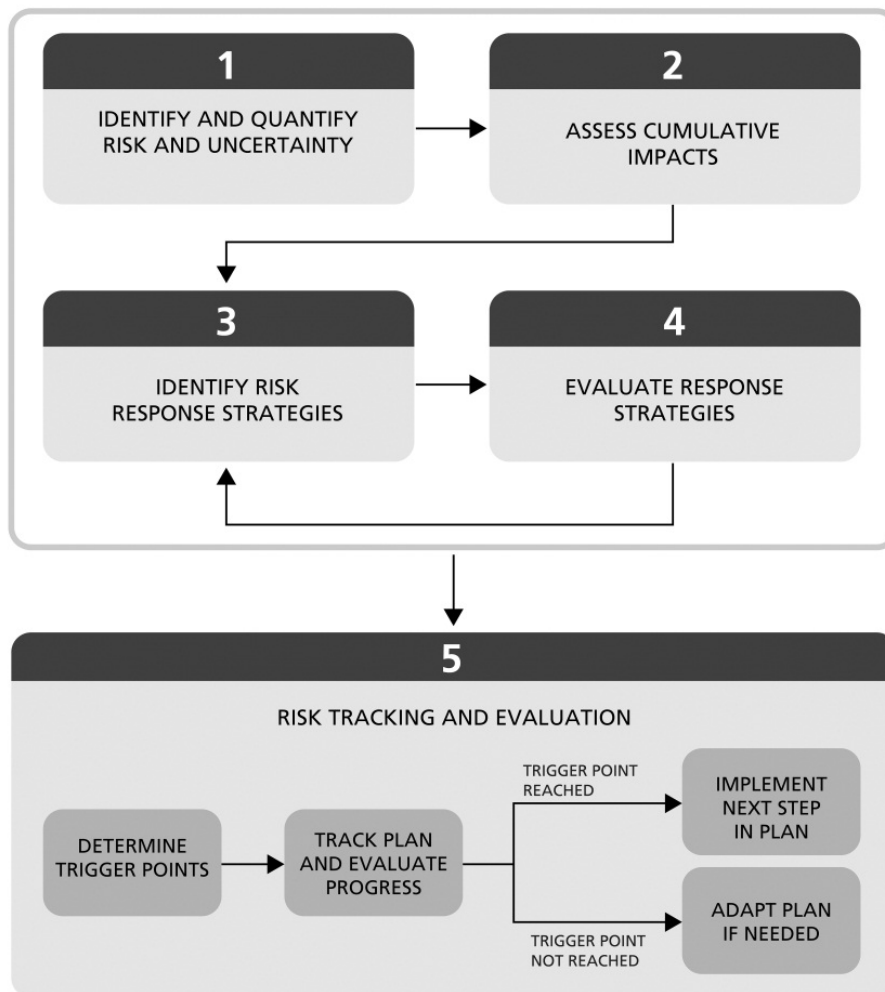 1
IDENTIFY AND QUANTIFY
RISK AND UNCERTAINTY
2
ASSESS CUMULATIVE
IMPACTS
3
IDENTIFY RISK
RESPONSE STRATEGIES
4
EVALUATE RESPONSE
STRATEGIES
5
RISK TRACKING AND EVALUATION
DETERMINE
TRIGGER POINTS
TRACK PLAN
AND EVALUATE
PROGRESS
TRIGGER POINT
REACHED
IMPLEMENT
NEXT STEP
IN PLAN
TRIGGER POINT
NOT REACHED
ADAPT PLAN
IF NEEDED